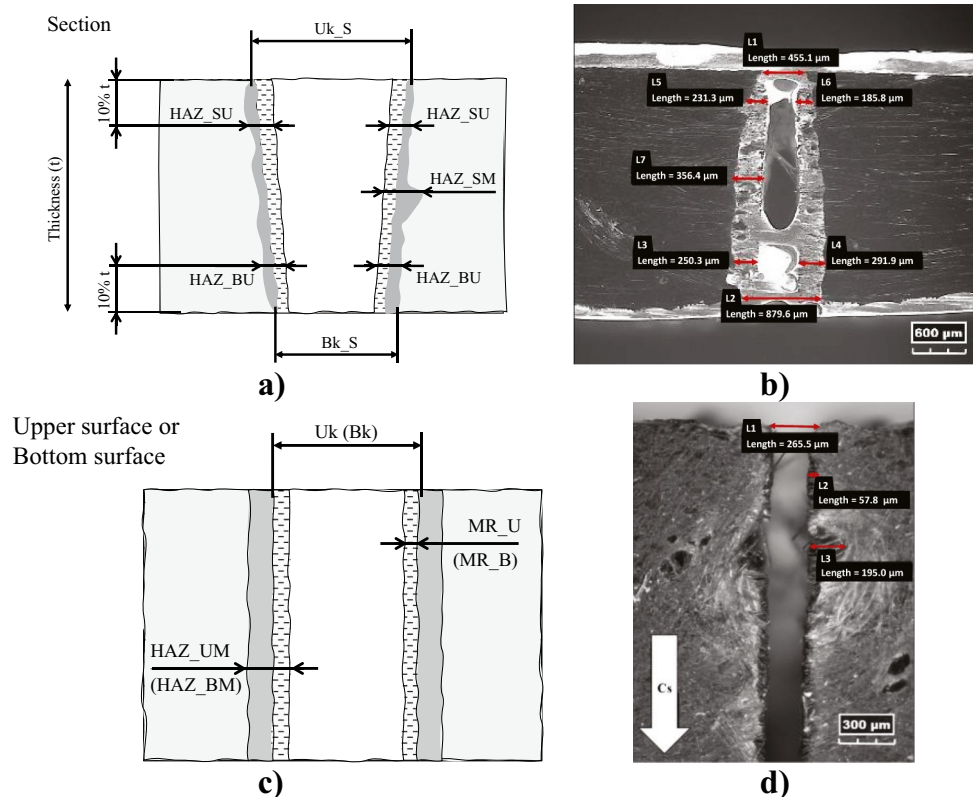 Section
Uk_S
10% t
HAZ_SU
HAZ_SU
HAZ_SM
Thickness (t)
10% t
HAZ_BU
HAZ_BU
Bk_S
a)
L1
Length = 455.1 µm
L5
Length = 231.3 µm
L6
Length = 185.8 µm
L7
Length = 356.4 µm
L3
Length = 250.3 µm
L4
Length = 291.9 µm
L2
Length = 879.6 µm
600 µm
b)
Upper surface or
Bottom surface
Uk (Bk)
MR_U
(MR_B)
HAZ_UM
(HAZ_BM)
c)
L1
Length = 265.5 µm
L2
Length = 57.8 µm
L3
Length = 195.0 µm
Cs
300 µm
d)